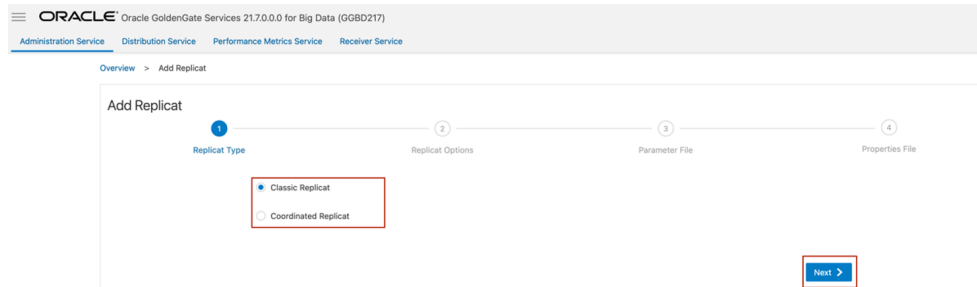 ORACLE Oracle GoldenGate Services 21.7.0.0.0 for Big Data (GGBD217)
Administration Service Distribution Service Performance Metrics Service Receiver Service
Overview > Add Replicat
Add Replicat
1 2 3 4
Replicat Type Replicat Options Parameter File Properties File
Classic Replicat
Coordinated Replicat
Next >